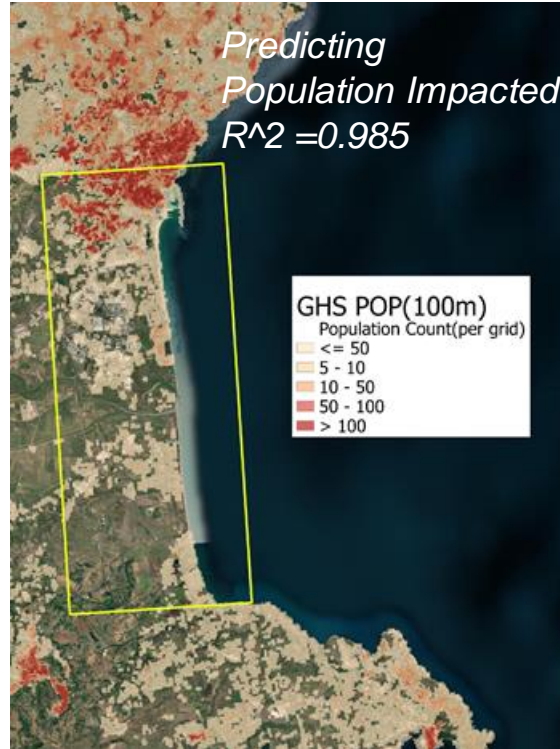 Predicting
Population Impacted
R^2 =0.985
GHS POP(100m)
Population Count(per grid)
<= 50
5 - 10
10 - 50
50 - 100
> 100